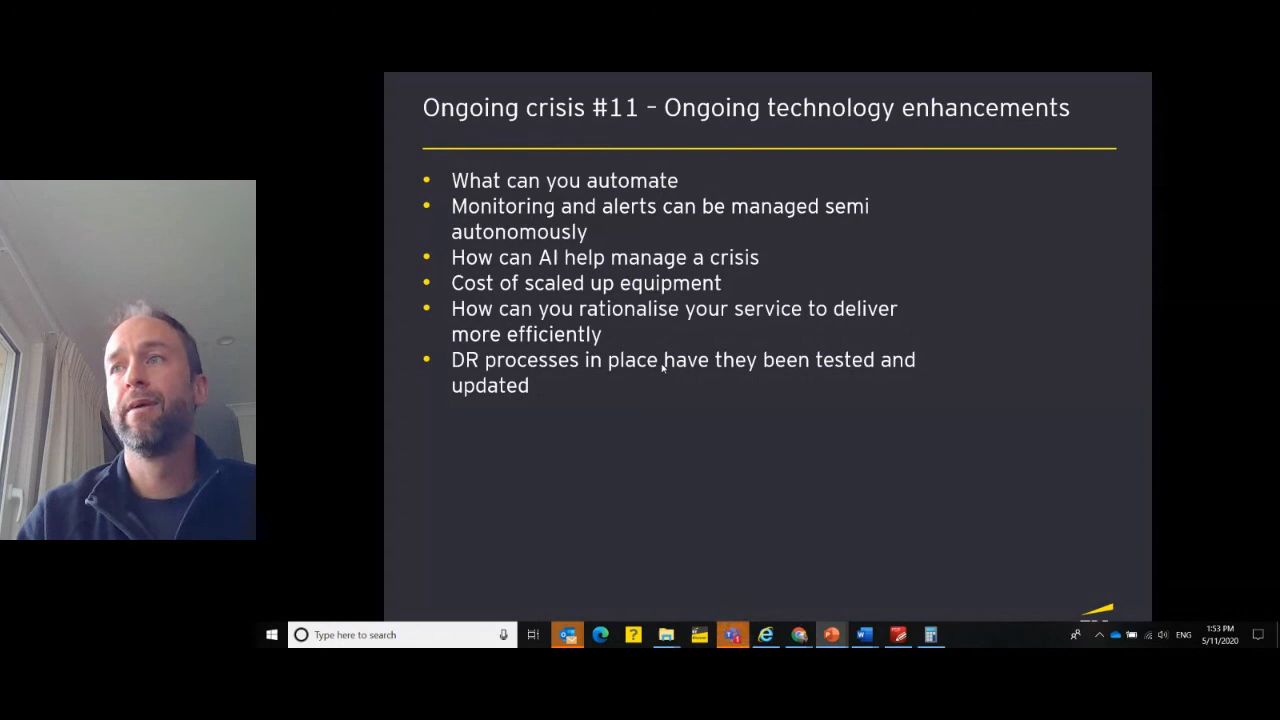 Ongoing crisis #11 – Ongoing technology enhancements
• What can you automate
• Monitoring and alerts can be managed semi
autonomously
• How can AI help manage a crisis
• Cost of scaled up equipment
• How can you rationalise your service to deliver
more efficiently
• DR processes in place have they been tested and
updated
Type here to search
ENG
1:53 PM
5/11/2020